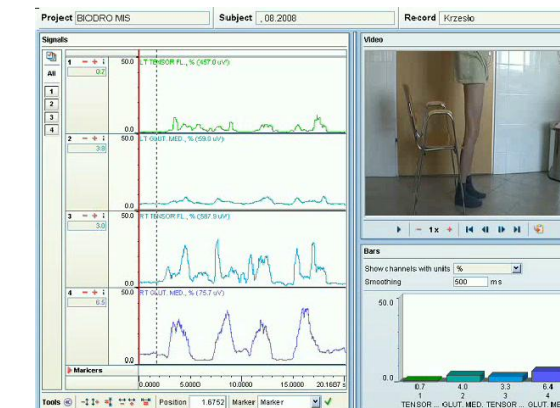 Project BIODRO MIS Subject , .08.2008 Record Krzesło
Signals
Video
All
1
2
3
4
1 - + i 50.0 LT TENSOR FL., % (457.0 uV)
0.2
0.0
2 - + i 50.0 LT GLUT. MED., % (59.0 uV)
3.8
0.0
3 - + i 50.0 RT TENSOR FL., % (587.9 uV)
3.0
0.0
4 - + i 50.0 RT GLUT. MED., % (75.7 uV)
6.5
0.0
Markers
0.0000 5.0000 10.0000 15.0000 20.1667 s
Tools Position 1.6752 Marker Marker
- 1x +
Bars
Show channels with units %
Smoothing 500 ms
50.0
0.0
0.7 4.0 3.3 6.4
1 2 3 4
TENSOR ... GLUT. MED. TENSOR ... GLUT. ME